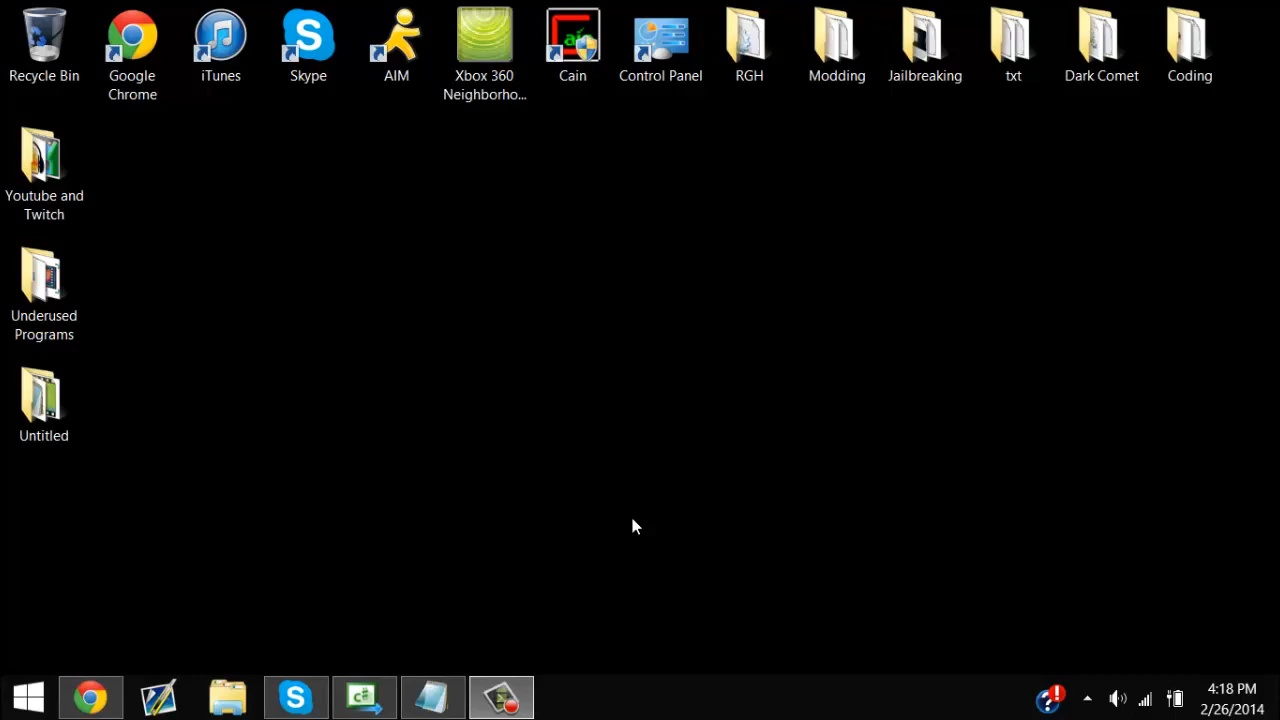 Recycle Bin
Google
Chrome
iTunes
Skype
AIM
Xbox 360
Neighborho...
Cain
Control Panel
RGH
Modding
Jailbreaking
txt
Dark Comet
Coding
Youtube and
Twitch
Underused
Programs
Untitled
4:18 PM
2/26/2014